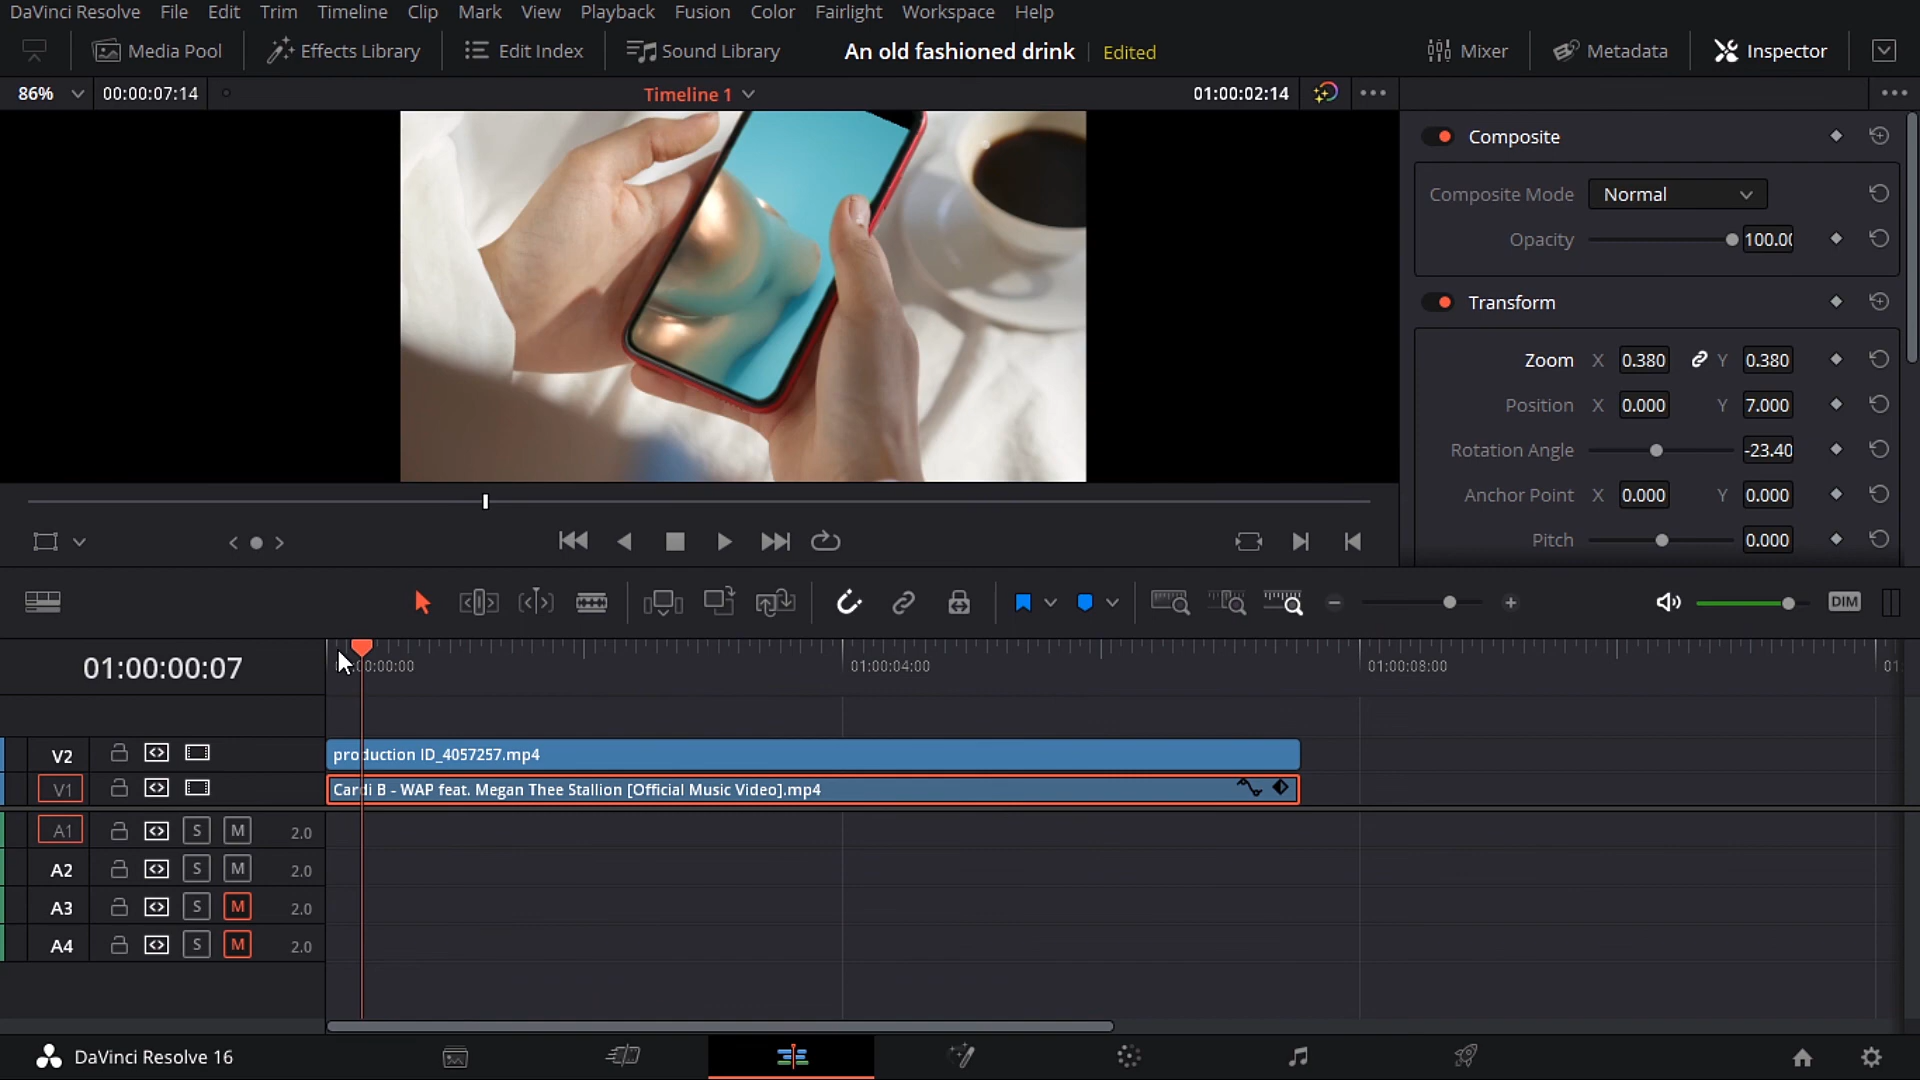 DaVinci Resolve File Edit Trim Timeline Clip Mark View Playback Fusion Color Fairlight Workspace Help
Media Pool Effects Library Edit Index Sound Library An old fashioned drink Edited Mixer Metadata Inspector
86% 00:00:07:14 Timeline 1 01:00:02:14
Composite
Composite Mode Normal
Opacity 100.00
Transform
Zoom X 0.380 Y 0.380
Position X 0.000 Y 7.000
Rotation Angle -23.40
Anchor Point X 0.000 Y 0.000
Pitch 0.000
DIM
01:00:00:07 00:00:00 01:00:04:00 01:00:08:00 01
V2 production ID_4057257.mp4
V1 Cardi B - WAP feat. Megan Thee Stallion [Official Music Video].mp4
A1 S M 2.0
A2 S M 2.0
A3 S M 2.0
A4 S M 2.0
DaVinci Resolve 16